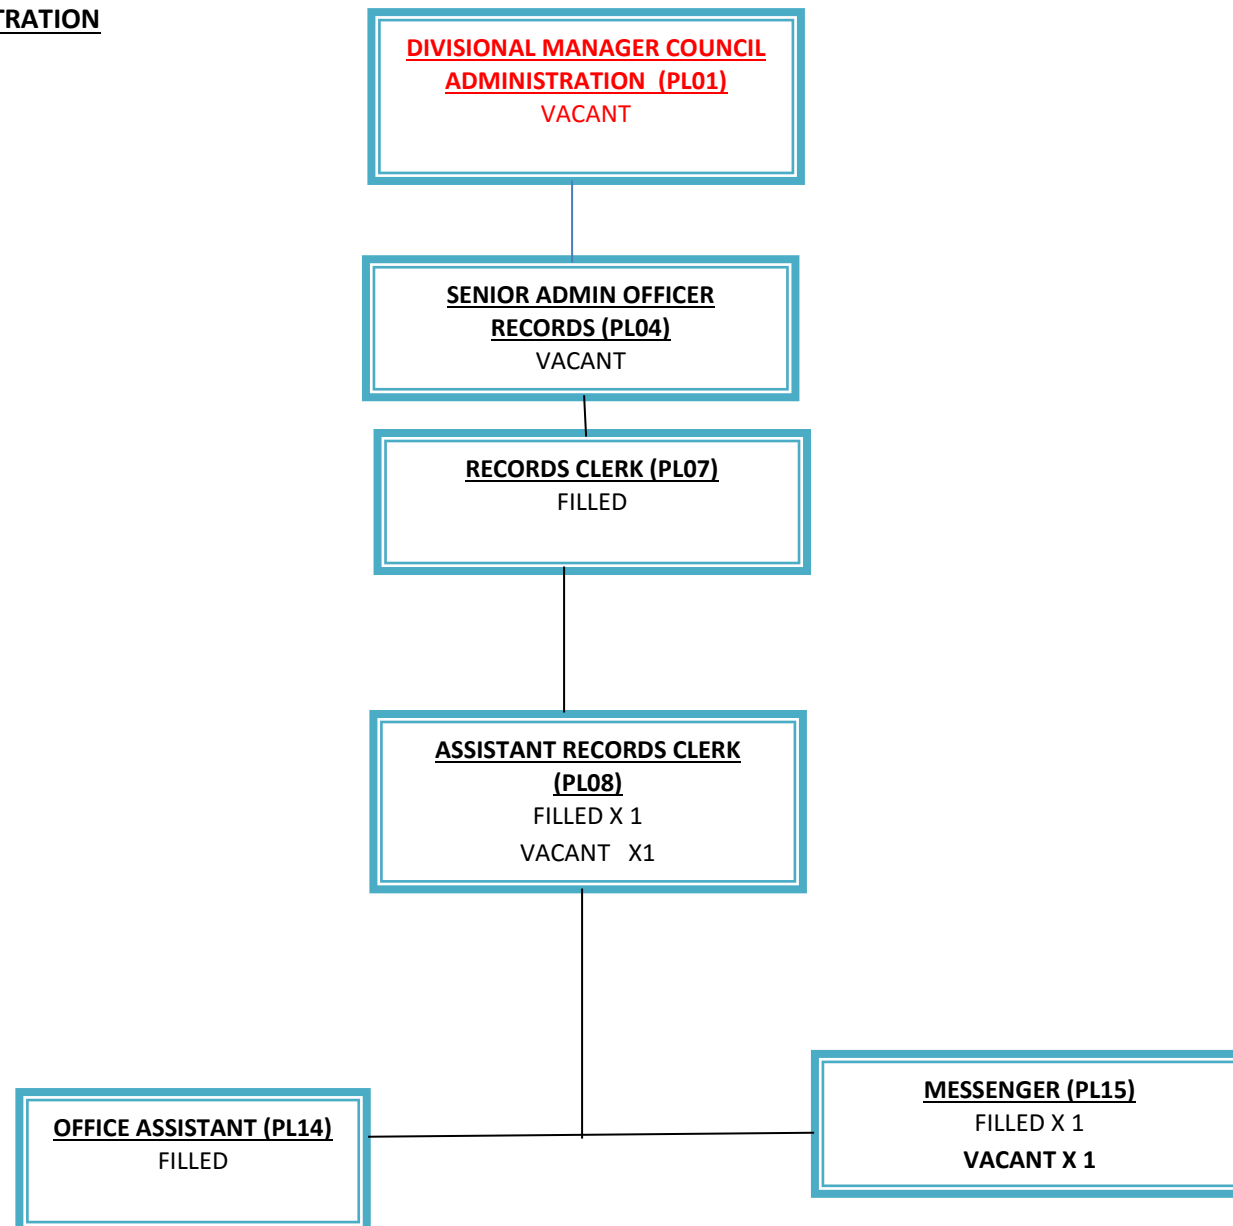 TRATION
DIVISIONAL MANAGER COUNCIL
ADMINISTRATION  (PL01)
VACANT
SENIOR ADMIN OFFICER
RECORDS (PL04)
VACANT
RECORDS CLERK (PL07)
FILLED
ASSISTANT RECORDS CLERK
(PL08)
FILLED X 1
VACANT   X1
OFFICE ASSISTANT (PL14)
FILLED
MESSENGER (PL15)
FILLED X 1
VACANT X 1